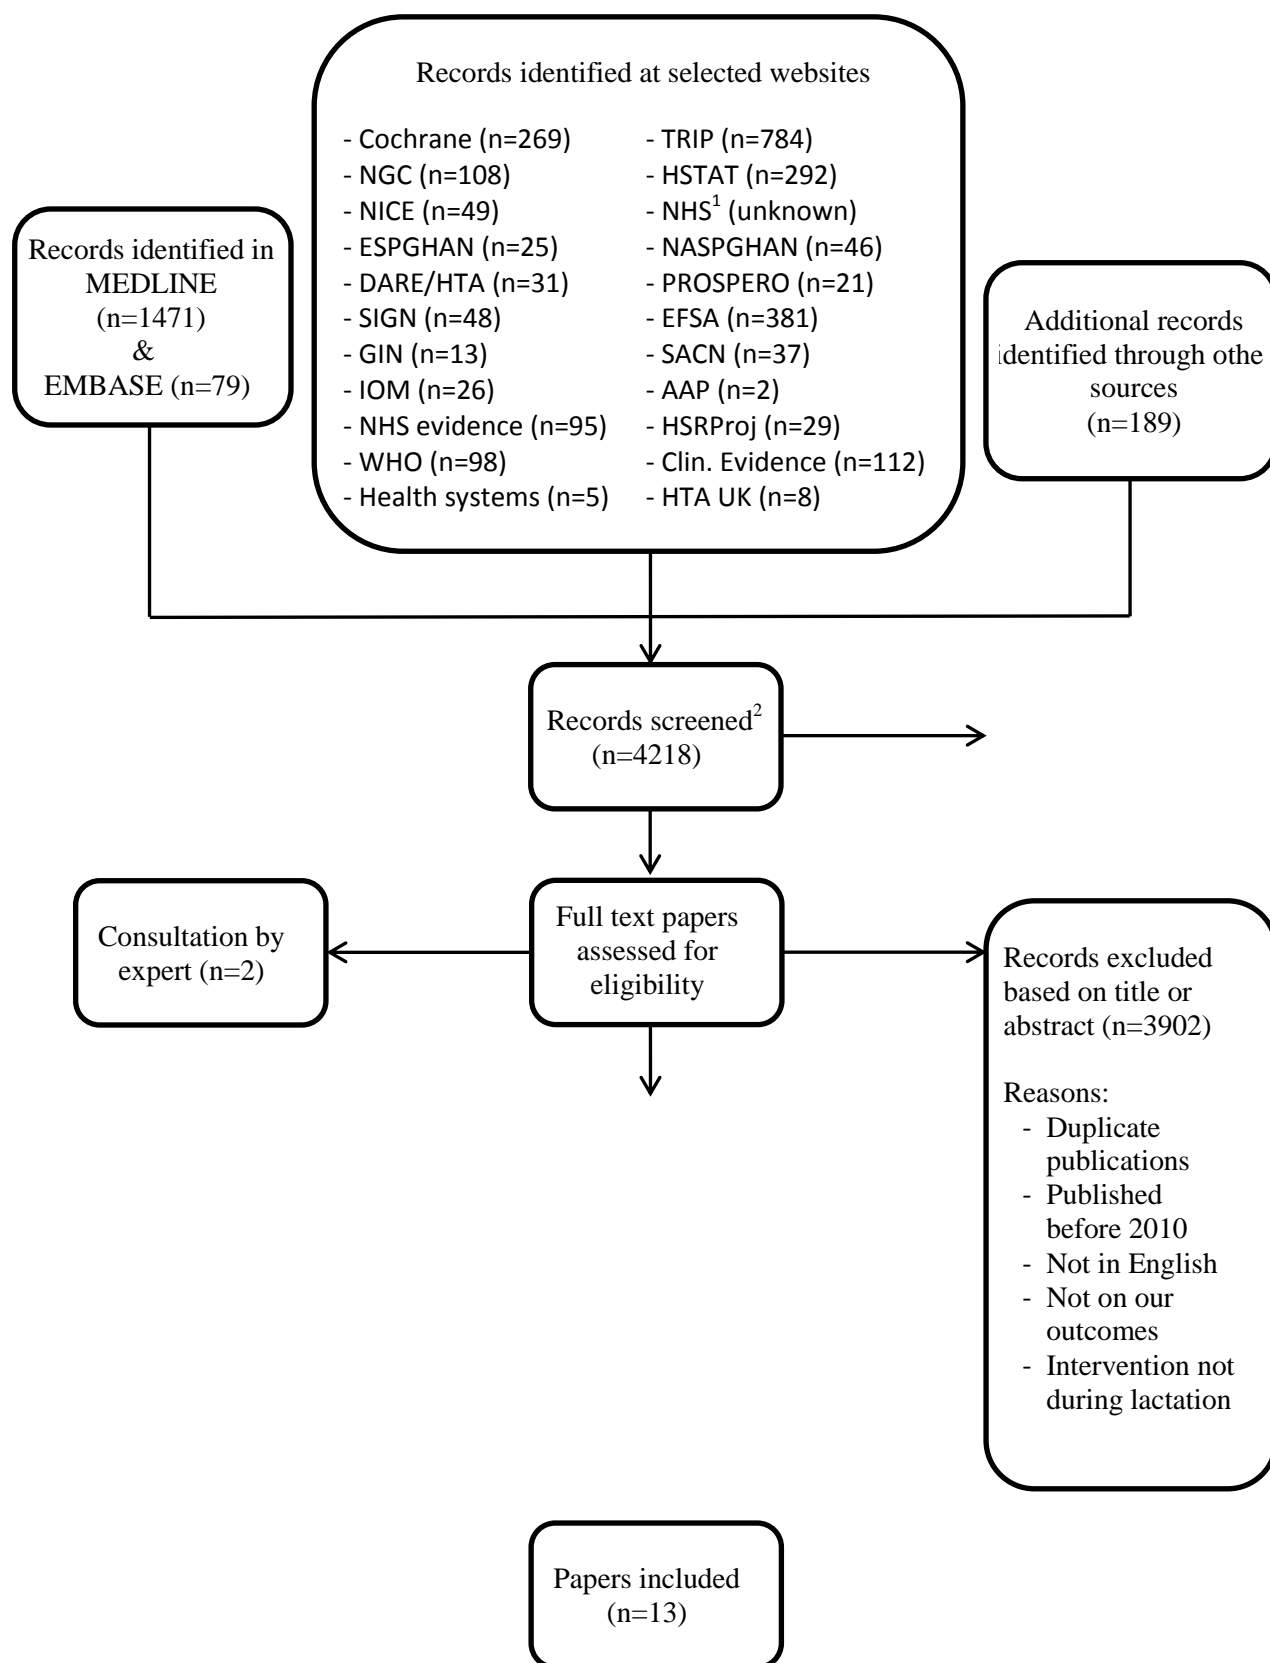 Records identified at selected websites
- Cochrane (n=269)
- NGC (n=108)
- NICE (n=49)
- ESPGHAN (n=25)
- DARE/HTA (n=31)
- SIGN (n=48)
- GIN (n=13)
- IOM (n=26)
- NHS evidence (n=95)
- WHO (n=98)
- Health systems (n=5)
- TRIP (n=784)
- HSTAT (n=292)
- NHS¹ (unknown)
- NASPGHAN (n=46)
- PROSPERO (n=21)
- EFSA (n=381)
- SACN (n=37)
- AAP (n=2)
- HSRProj (n=29)
- Clin. Evidence (n=112)
- HTA UK (n=8)
Records identified in
MEDLINE
(n=1471)
&
EMBASE (n=79)
Additional records
identified through othe
sources
(n=189)
Records screened²
(n=4218)
Consultation by
expert (n=2)
Full text papers
assessed for
eligibility
Records excluded
based on title or
abstract (n=3902)
Reasons:
- Duplicate
publications
- Published
before 2010
- Not in English
- Not on our
outcomes
- Intervention not
during lactation
Papers included
(n=13)